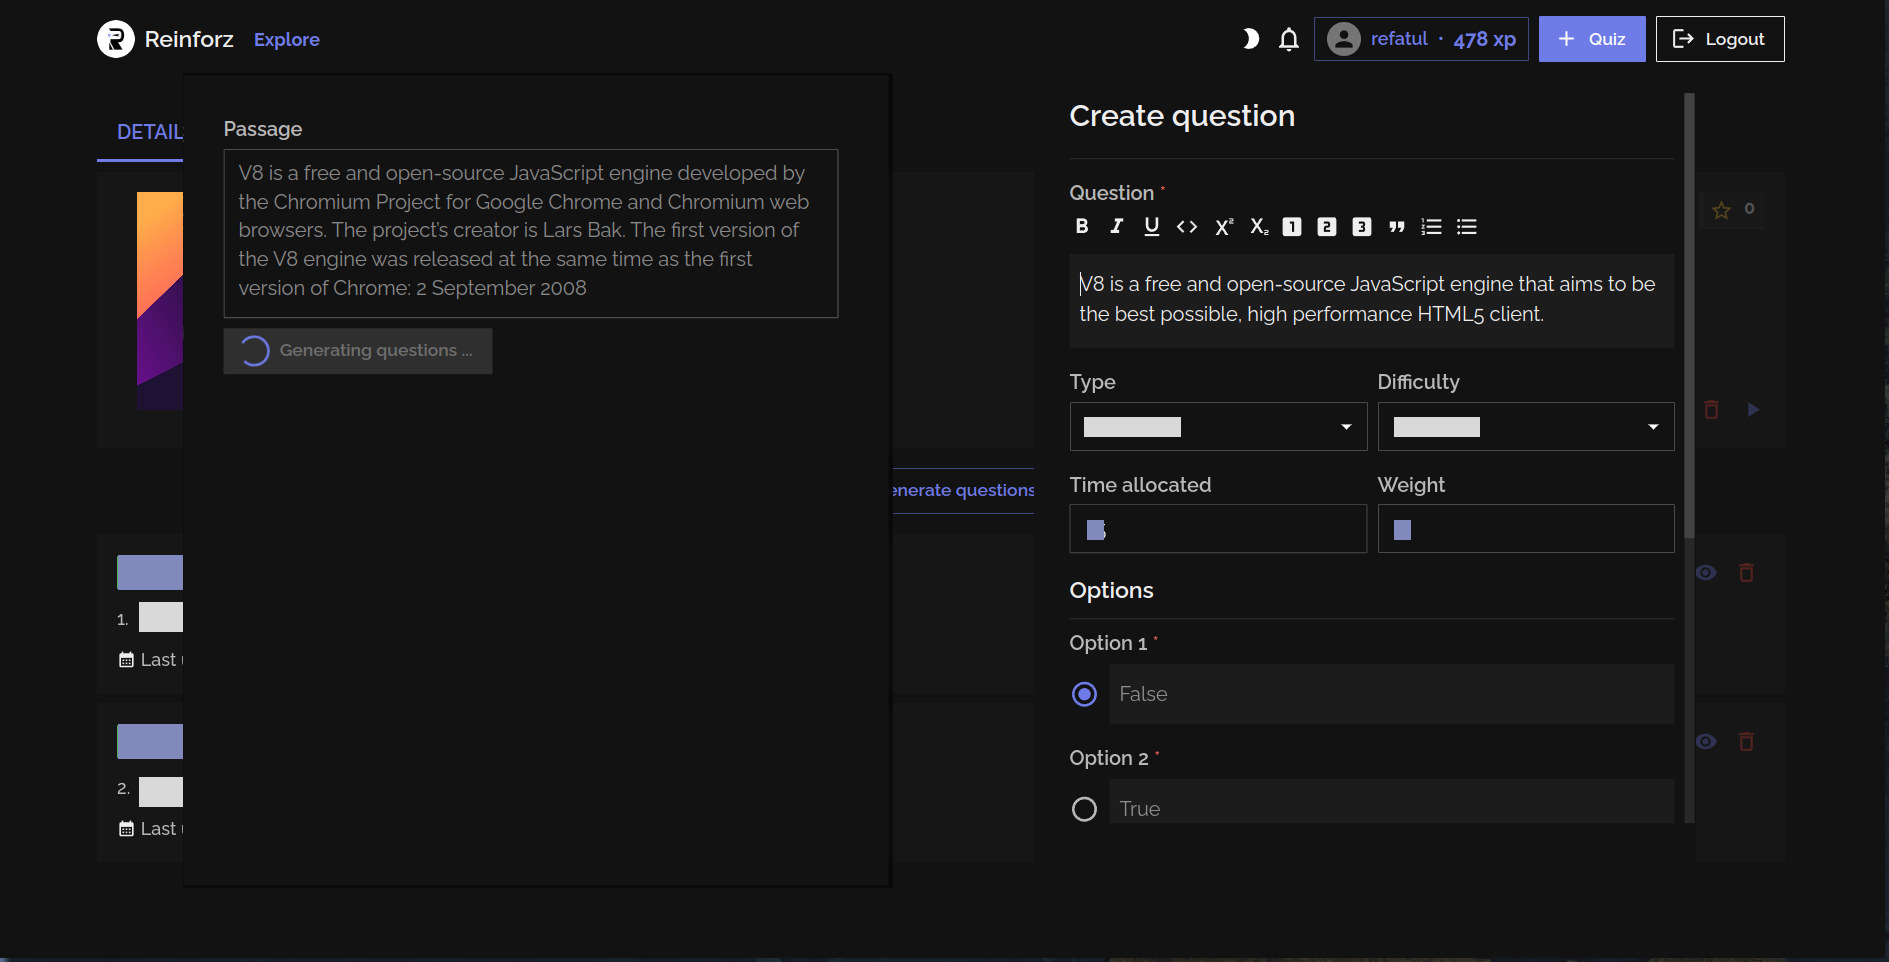 Reinforz
Explore
refatul · 478 xp
+ Quiz
Logout
DETAIL
Passage
V8 is a free and open-source JavaScript engine developed by
the Chromium Project for Google Chrome and Chromium web
browsers. The project's creator is Lars Bak. The first version of
the V8 engine was released at the same time as the first
version of Chrome: 2 September 2008
Generating questions ...
enerate questions
1.
Last
2.
Last
Create question
Question *
B I U <> X² X₂ 1 2 3
V8 is a free and open-source JavaScript engine that aims to be
the best possible, high performance HTML5 client.
Type
Difficulty
Time allocated
Weight
Options
Option 1 *
False
Option 2 *
True
0